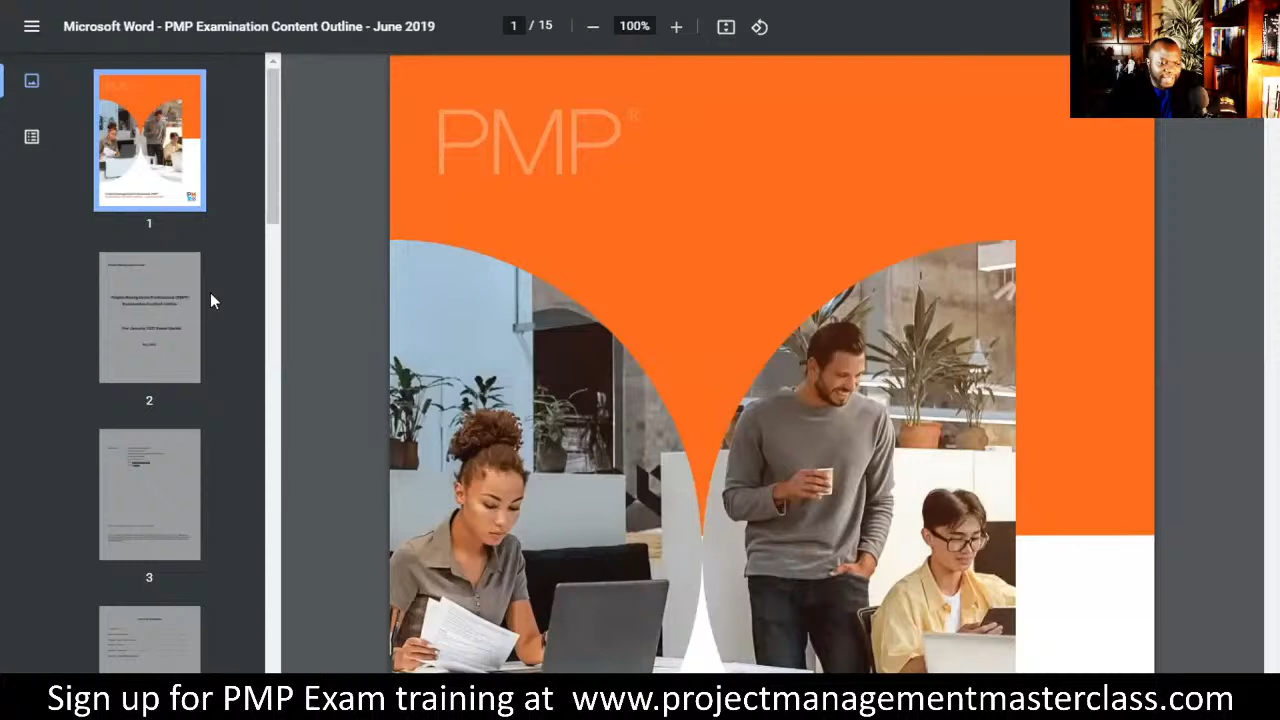 Microsoft Word - PMP Examination Content Outline - June 2019
1 / 15
100%
PMP®
1
2
3
Sign up for PMP Exam training at www.projectmanagementmasterclass.com